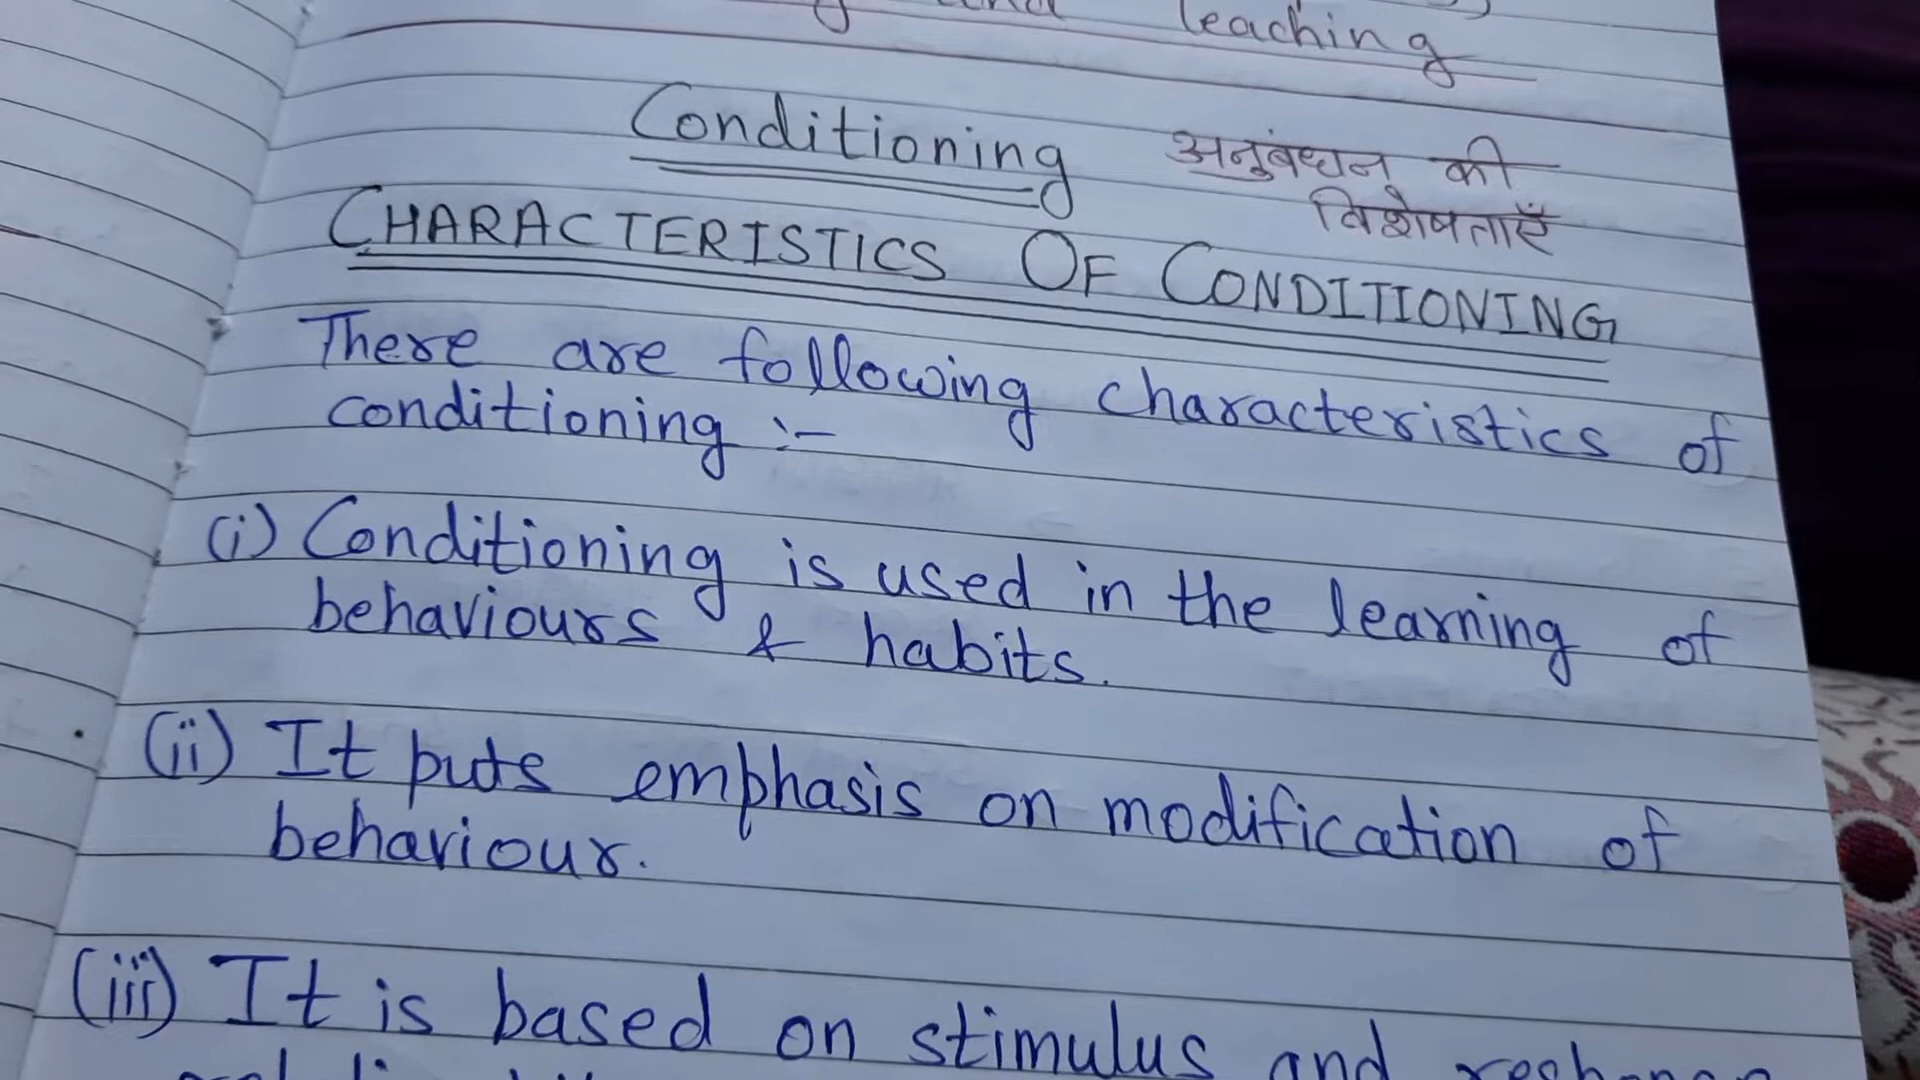 and teaching
Conditioning अनुबंधन की
विशेषताएँ
CHARACTERISTICS OF CONDITIONING
There are following characteristics of
conditioning :-
(i) Conditioning is used in the learning of
behaviours & habits.
(ii) It puts emphasis on modification of
behaviour.
(iii) It is based on stimulus and